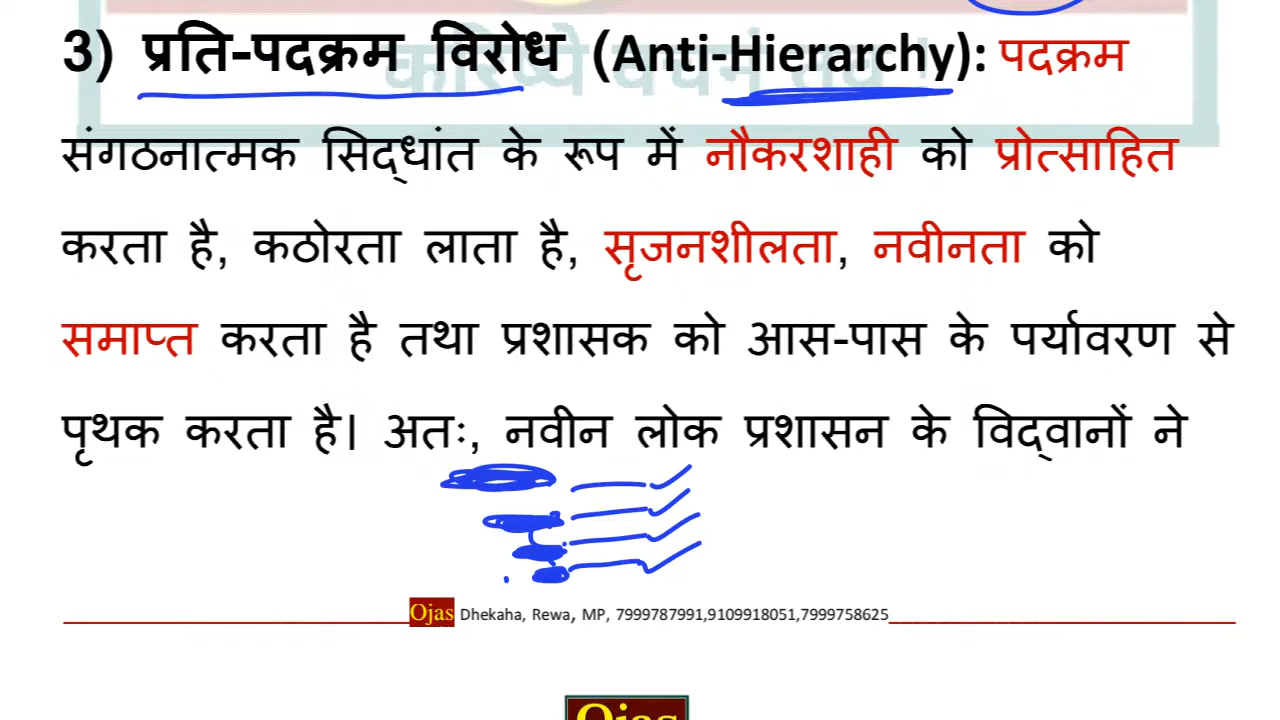 3) प्रति-पदक्रम विरोध (Anti-Hierarchy): पदक्रम
संगठनात्मक सिद्धांत के रूप में नौकरशाही को प्रोत्साहित
करता है, कठोरता लाता है, सृजनशीलता, नवीनता को
समाप्त करता है तथा प्रशासक को आस-पास के पर्यावरण से
पृथक करता है। अतः, नवीन लोक प्रशासन के विद्वानों ने
Ojas Dhekaha, Rewa, MP, 7999787991,9109918051,7999758625
Ojas